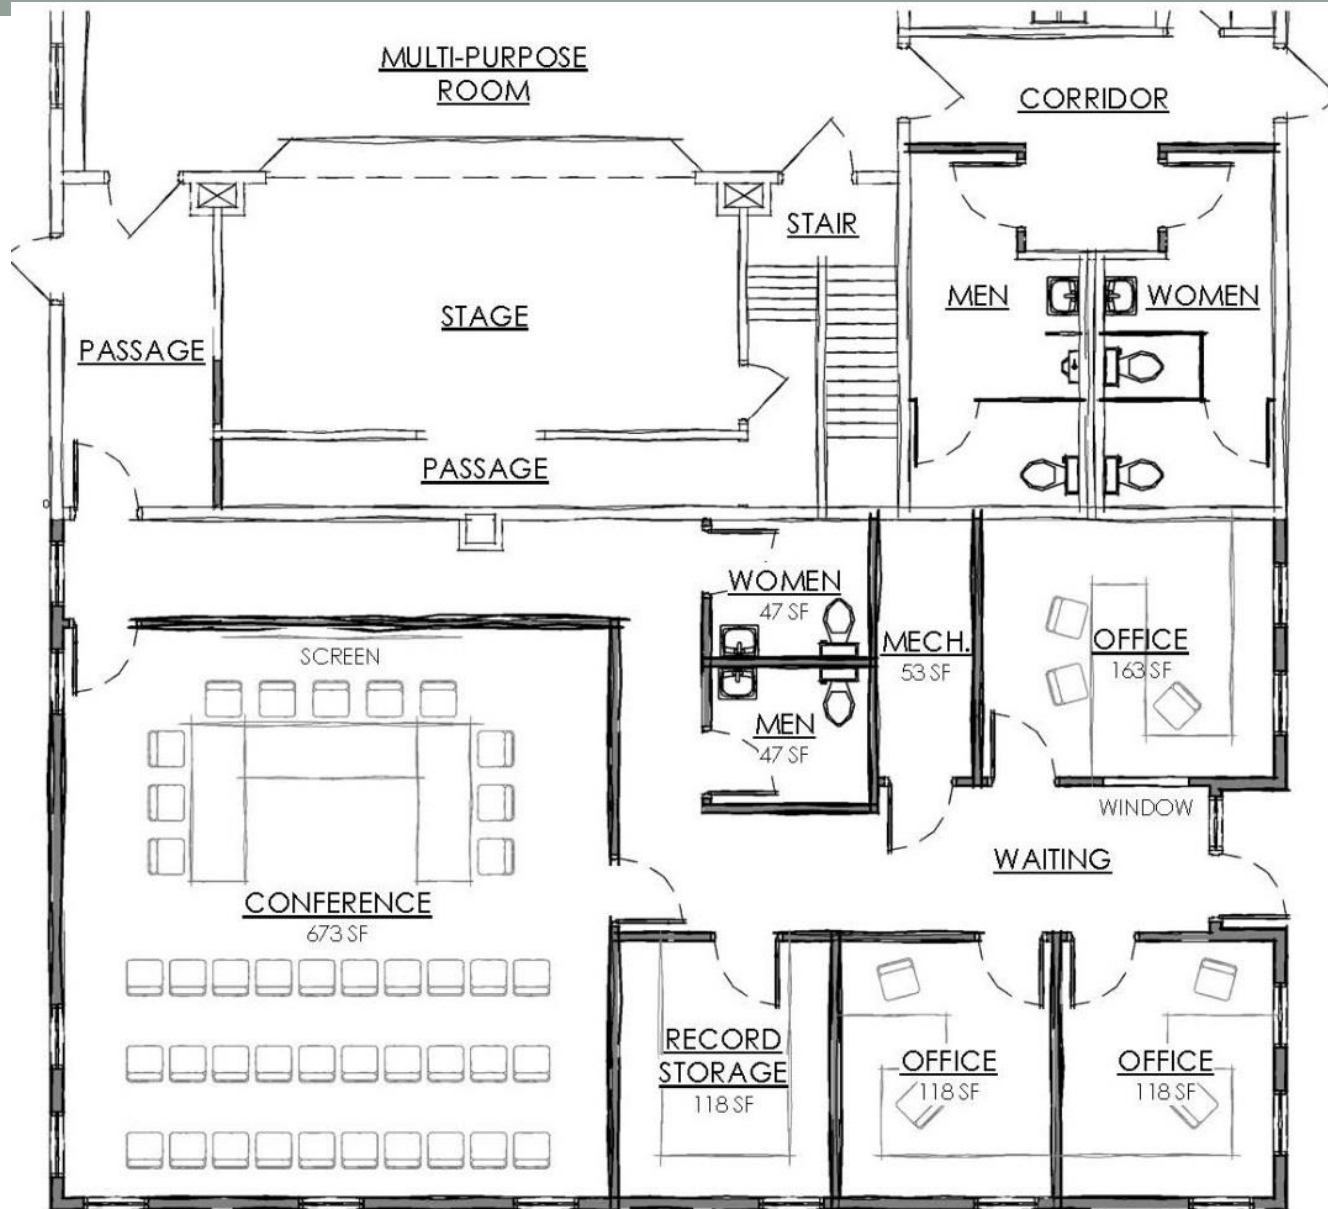 MULTI-PURPOSE
ROOM
CORRIDOR
STAIR
MEN
WOMEN
STAGE
PASSAGE
PASSAGE
WOMEN
47 SF
MECH.
53 SF
OFFICE
163 SF
SCREEN
MEN
47 SF
WINDOW
WAITING
CONFERENCE
673 SF
RECORD
STORAGE
118 SF
OFFICE
118 SF
OFFICE
118 SF